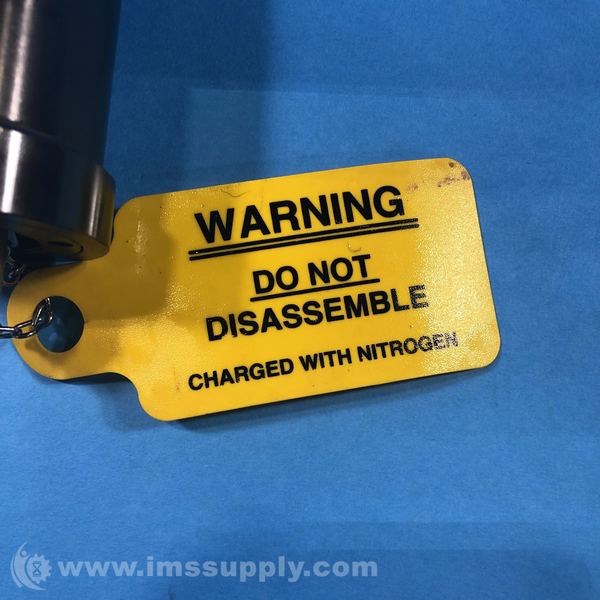 WARNING
DO NOT
DISASSEMBLE
CHARGED WITH NITROGEN
www.imssupply.com